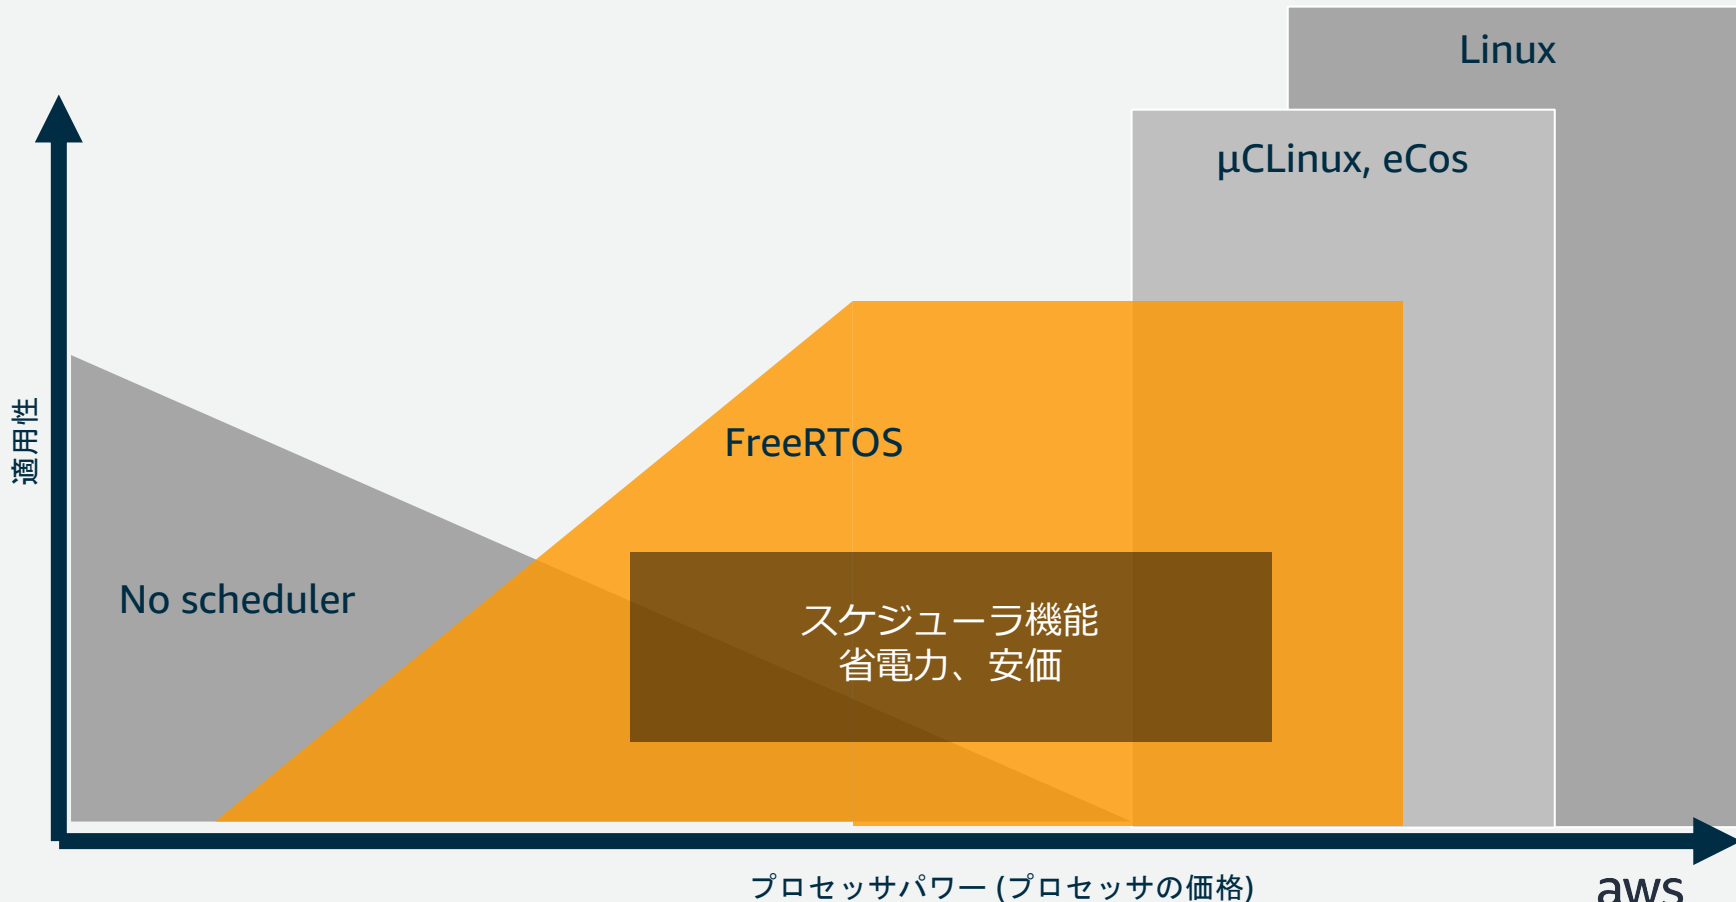 Linux
μCLinux, eCos
適用性
FreeRTOS
No scheduler
スケジューラ機能
省電力、安価
プロセッサパワー (プロセッサの価格)
aws